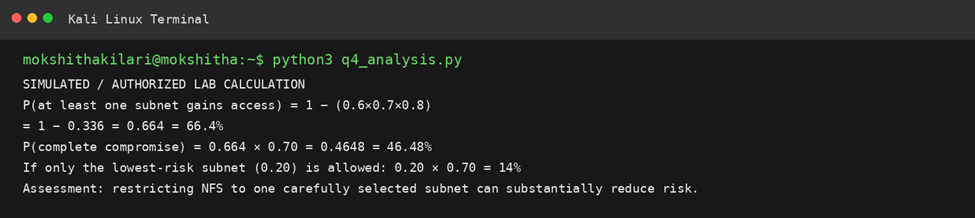 Kali Linux Terminal
mokshithakilari@mokshitha:~$ python3 q4_analysis.py
SIMULATED / AUTHORIZED LAB CALCULATION
P(at least one subnet gains access) = 1 − (0.6×0.7×0.8)
= 1 − 0.336 = 0.664 = 66.4%
P(complete compromise) = 0.664 × 0.70 = 0.4648 = 46.48%
If only the lowest-risk subnet (0.20) is allowed: 0.20 × 0.70 = 14%
Assessment: restricting NFS to one carefully selected subnet can substantially reduce risk.